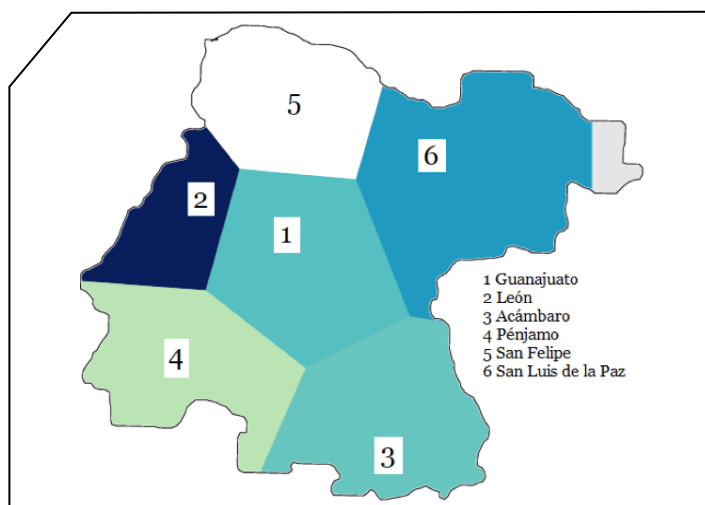 5
6
2
1
4
3
1 Guanajuato
2 León
3 Acámbaro
4 Pénjamo
5 San Felipe
6 San Luis de la Paz